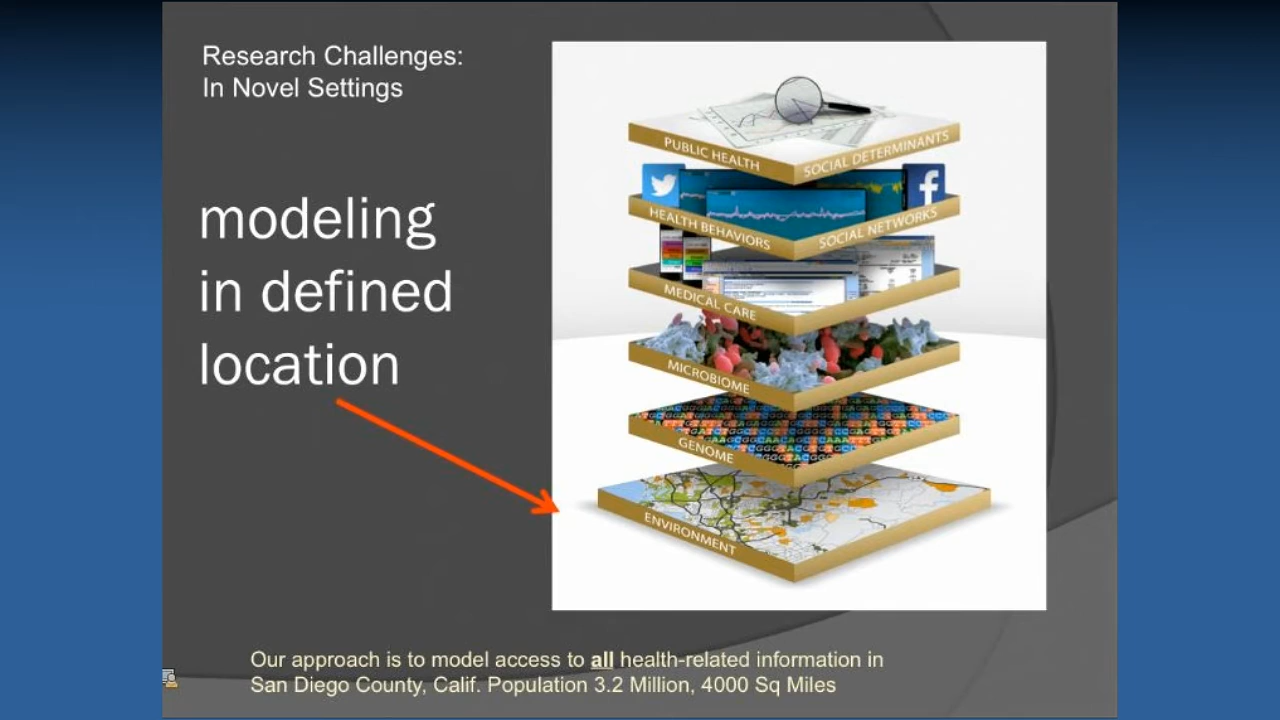 Research Challenges:
In Novel Settings
modeling
in defined
location
PUBLIC HEALTH
SOCIAL DETERMINANTS
HEALTH BEHAVIORS
SOCIAL NETWORKS
MEDICAL CARE
MICROBIOME
GENOME
ENVIRONMENT
Our approach is to model access to all health-related information in
San Diego County, Calif. Population 3.2 Million, 4000 Sq Miles